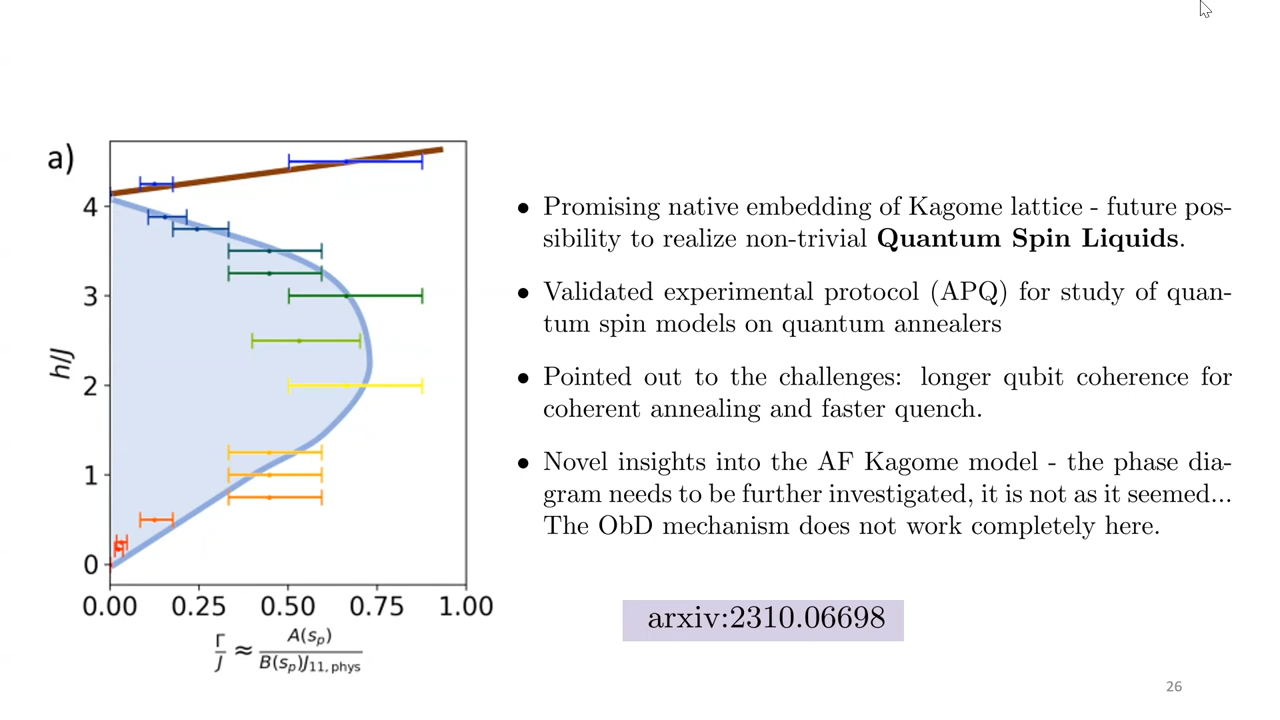 a)
4
3
2
1
0
h/J
0.00 0.25 0.50 0.75 1.00
Γ/J ≈ A(sₚ)/B(sₚ)J₁₁,phys
• Promising native embedding of Kagome lattice - future pos-
sibility to realize non-trivial Quantum Spin Liquids.
• Validated experimental protocol (APQ) for study of quan-
tum spin models on quantum annealers
• Pointed out to the challenges: longer qubit coherence for
coherent annealing and faster quench.
• Novel insights into the AF Kagome model - the phase dia-
gram needs to be further investigated, it is not as it seemed...
The ObD mechanism does not work completely here.
arxiv:2310.06698
26